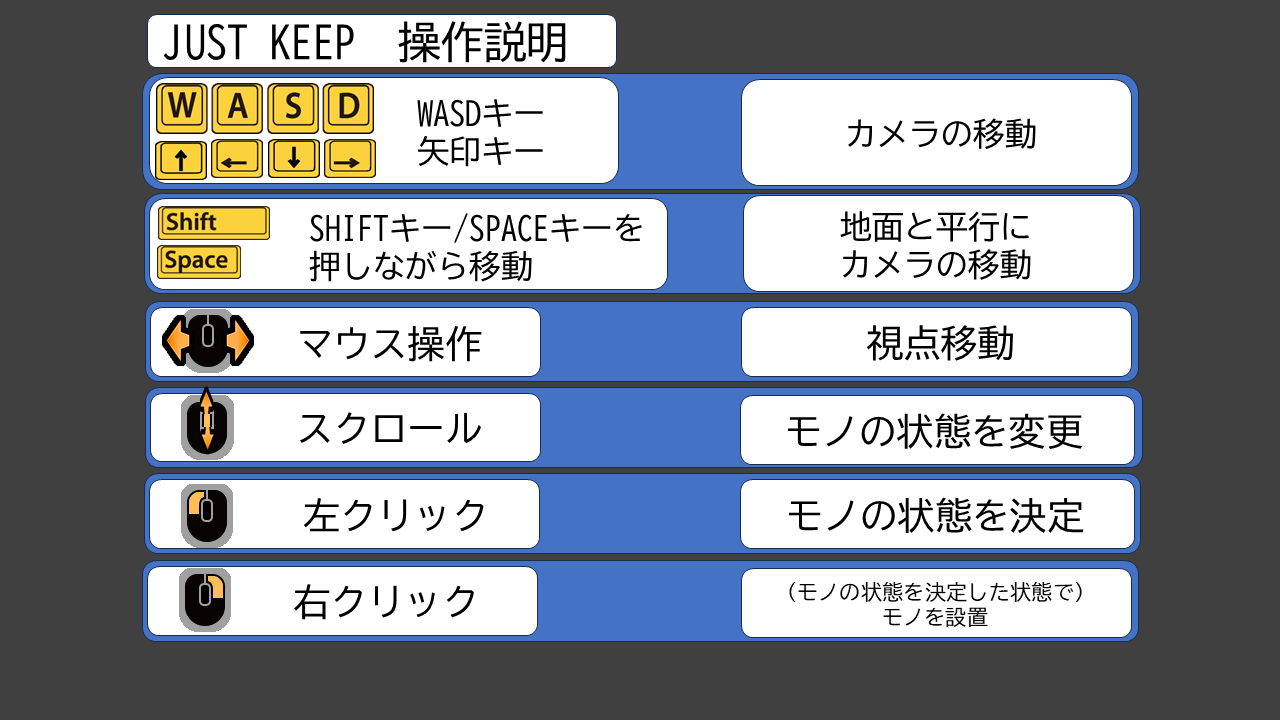 JUST KEEP 操作説明
W A S D
↑ ← ↓ →
WASDキー
矢印キー
カメラの移動
Shift
Space
SHIFTキー/SPACEキーを
押しながら移動
地面と平行に
カメラの移動
マウス操作
視点移動
スクロール
モノの状態を変更
左クリック
モノの状態を決定
右クリック
（モノの状態を決定した状態で）
モノを設置